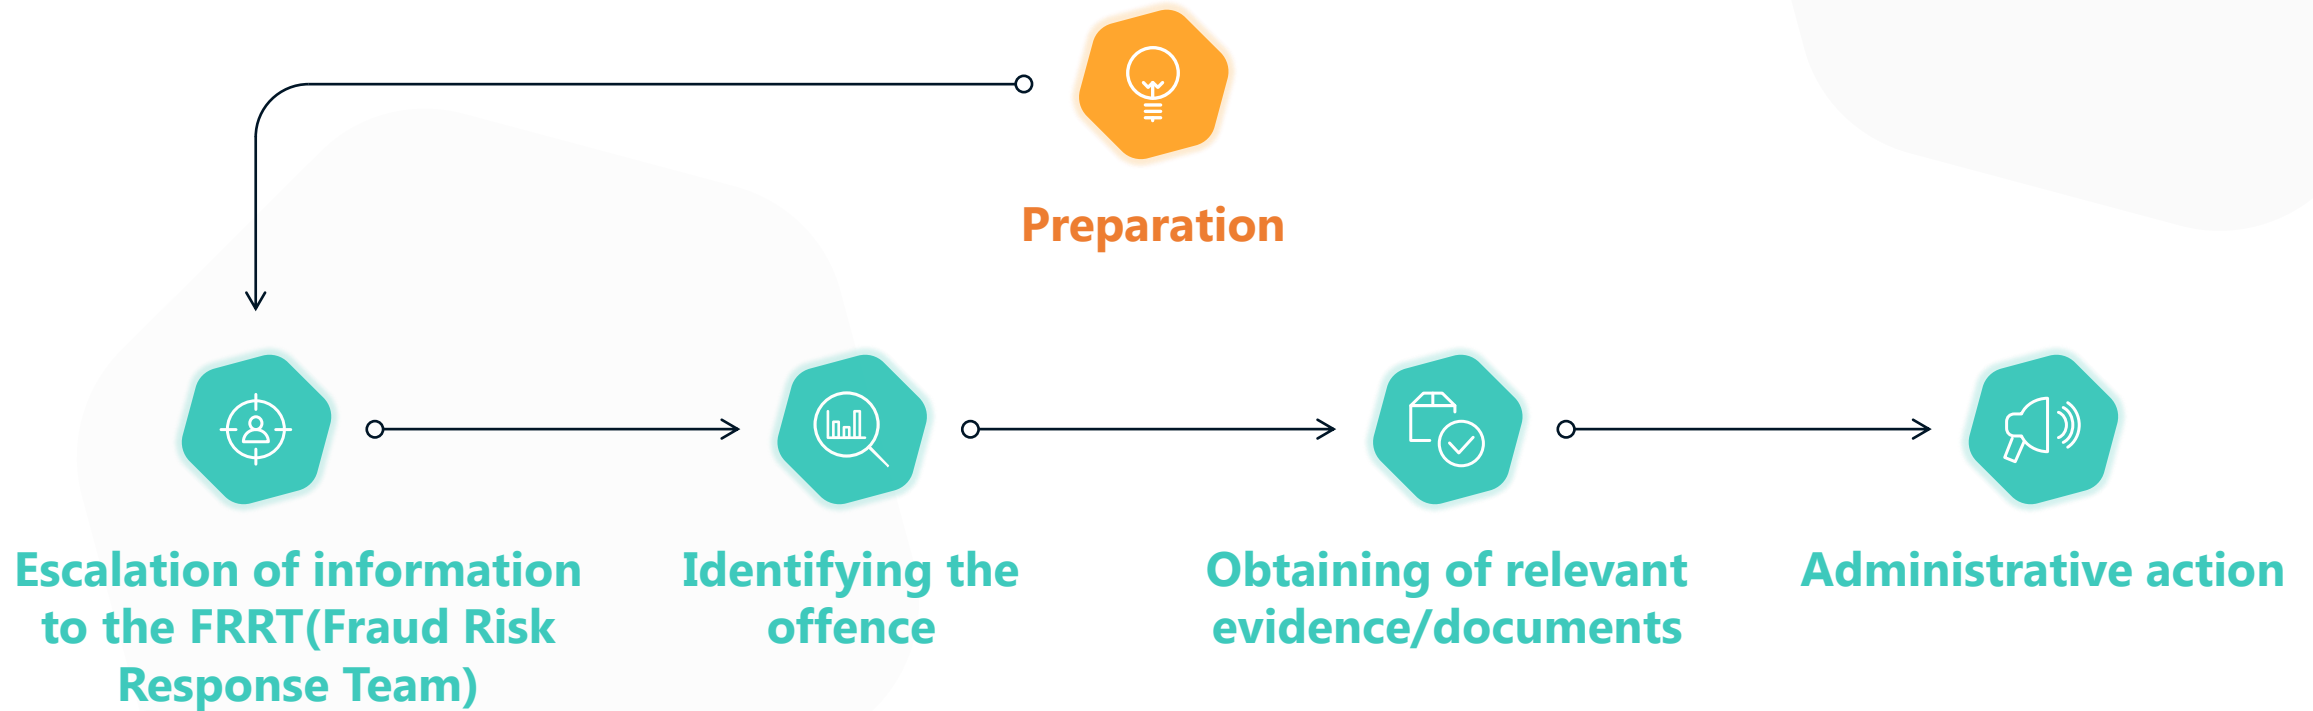 Preparation
Escalation of information
to the FRRT(Fraud Risk
Response Team)
Identifying the
offence
Obtaining of relevant
evidence/documents
Administrative action